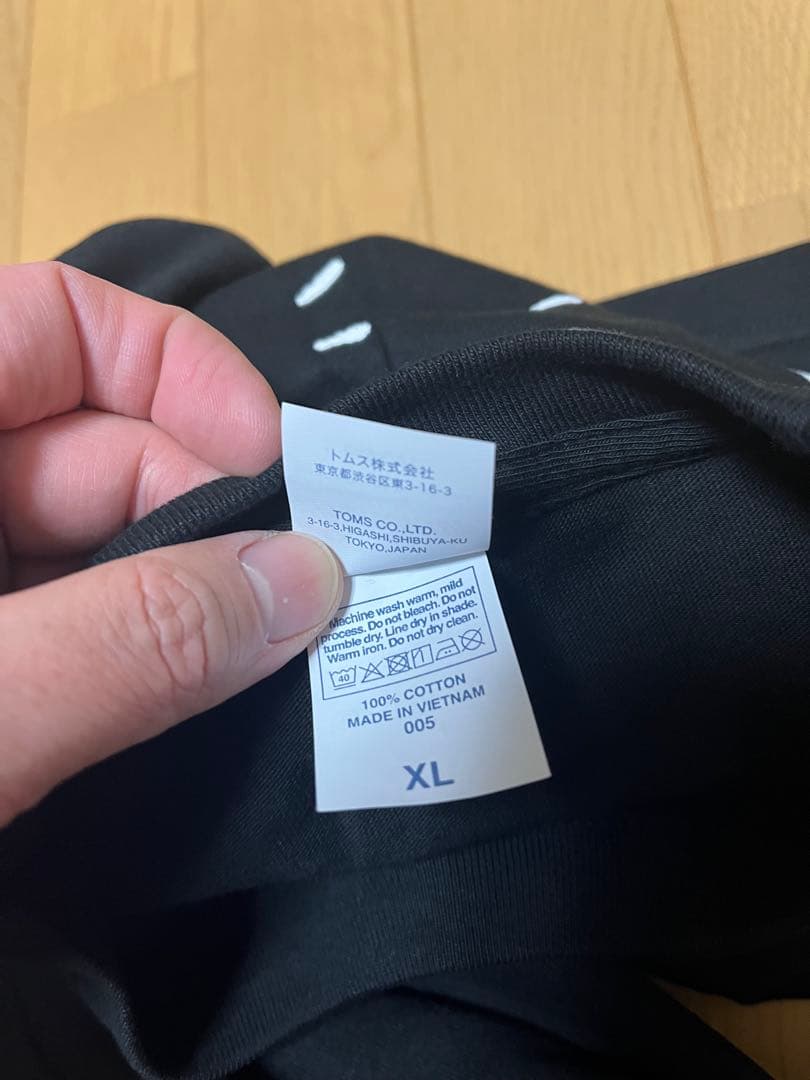 トムス株式会社
東京都渋谷区東3-16-3
TOMS CO.,LTD.
3-16-3,HIGASHI,SHIBUYA-KU
TOKYO,JAPAN
Machine wash warm, mild
process. Do not bleach. Do not
tumble dry. Line dry in shade.
Warm iron. Do not dry clean.
40
100% COTTON
MADE IN VIETNAM
005
XL